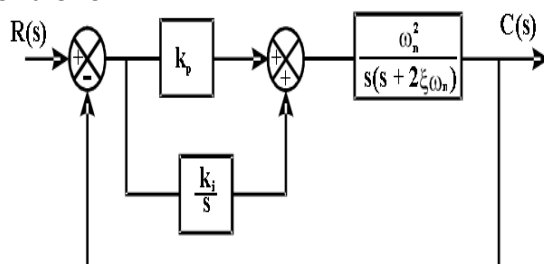 R(s)
C(s)
+
-
k_p
+
+
ω_n^2
s(s + 2ξω_n)
k_i
s